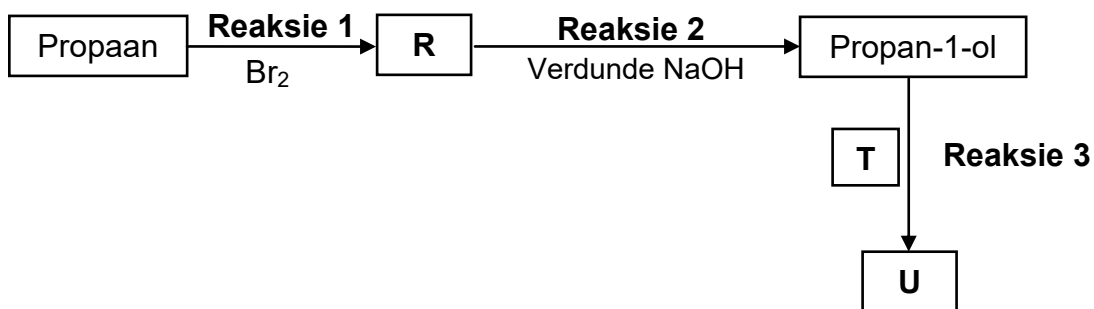 Propaan
Reaksie 1
Br₂
R
Reaksie 2
Verdunde NaOH
Propan-1-ol
T
Reaksie 3
U